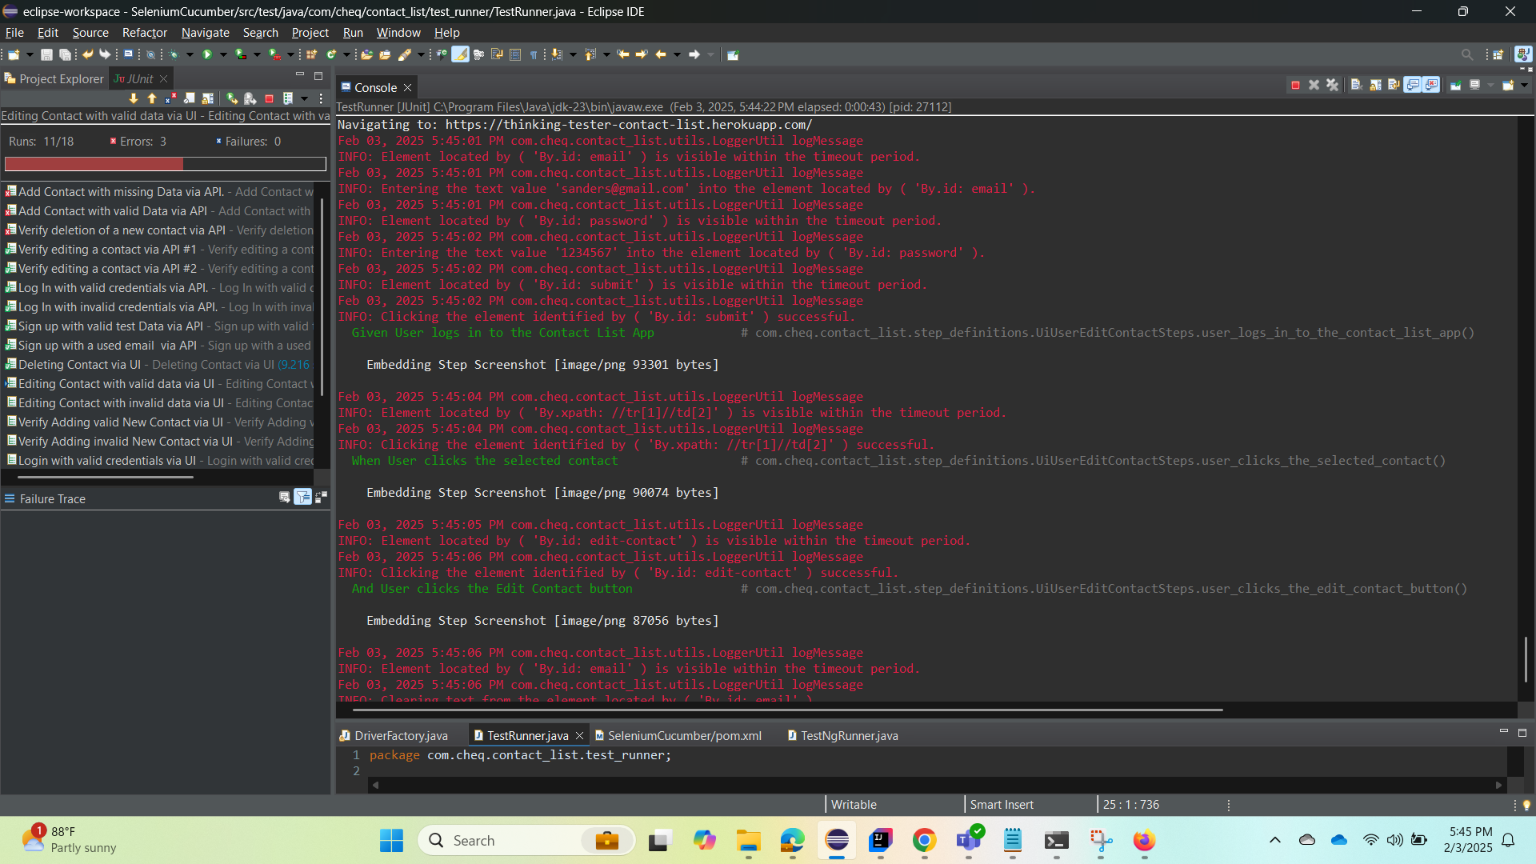 eclipse-workspace - SeleniumCucumber/src/test/java/com/cheq/contact_list/test_runner/TestRunner.java - Eclipse IDE
File Edit Source Refactor Navigate Search Project Run Window Help
Project Explorer JUnit
Console
Editing Contact with valid data via UI - Editing Contact with va
TestRunner [JUnit] C:\Program Files\Java\jdk-23\bin\javaw.exe (Feb 3, 2025, 5:44:22 PM elapsed: 0:00:43) [pid: 27112]
Runs: 11/18 Errors: 3 Failures: 0
Add Contact with missing Data via API. - Add Contact w
Add Contact with valid Data via API - Add Contact with
Verify deletion of a new contact via API - Verify deletion
Verify editing a contact via API #1 - Verify editing a cont
Verify editing a contact via API #2 - Verify editing a cont
Log In with valid credentials via API. - Log In with valid c
Log In with invalid credentials via API. - Log In with inva
Sign up with valid test Data via API - Sign up with valid
Sign up with a used email via API - Sign up with a used
Deleting Contact via UI - Deleting Contact via UI (9.216
Editing Contact with valid data via UI - Editing Contact
Editing Contact with invalid data via UI - Editing Contac
Verify Adding valid New Contact via UI - Verify Adding
Verify Adding invalid New Contact via UI - Verify Adding
Login with valid credentials via UI - Login with valid cre
Failure Trace
Navigating to: https://thinking-tester-contact-list.herokuapp.com/
Feb 03, 2025 5:45:01 PM com.cheq.contact_list.utils.LoggerUtil logMessage
INFO: Element located by ( 'By.id: email' ) is visible within the timeout period.
Feb 03, 2025 5:45:01 PM com.cheq.contact_list.utils.LoggerUtil logMessage
INFO: Entering the text value 'sanders@gmail.com' into the element located by ( 'By.id: email' ).
Feb 03, 2025 5:45:01 PM com.cheq.contact_list.utils.LoggerUtil logMessage
INFO: Element located by ( 'By.id: password' ) is visible within the timeout period.
Feb 03, 2025 5:45:02 PM com.cheq.contact_list.utils.LoggerUtil logMessage
INFO: Entering the text value '1234567' into the element located by ( 'By.id: password' ).
Feb 03, 2025 5:45:02 PM com.cheq.contact_list.utils.LoggerUtil logMessage
INFO: Element located by ( 'By.id: submit' ) is visible within the timeout period.
Feb 03, 2025 5:45:02 PM com.cheq.contact_list.utils.LoggerUtil logMessage
INFO: Clicking the element identified by ( 'By.id: submit' ) successful.
Given User logs in to the Contact List App # com.cheq.contact_list.step_definitions.UiUserEditContactSteps.user_logs_in_to_the_contact_list_app()
Embedding Step Screenshot [image/png 93301 bytes]
Feb 03, 2025 5:45:04 PM com.cheq.contact_list.utils.LoggerUtil logMessage
INFO: Element located by ( 'By.xpath: //tr[1]//td[2]' ) is visible within the timeout period.
Feb 03, 2025 5:45:04 PM com.cheq.contact_list.utils.LoggerUtil logMessage
INFO: Clicking the element identified by ( 'By.xpath: //tr[1]//td[2]' ) successful.
When User clicks the selected contact # com.cheq.contact_list.step_definitions.UiUserEditContactSteps.user_clicks_the_selected_contact()
Embedding Step Screenshot [image/png 90074 bytes]
Feb 03, 2025 5:45:05 PM com.cheq.contact_list.utils.LoggerUtil logMessage
INFO: Element located by ( 'By.id: edit-contact' ) is visible within the timeout period.
Feb 03, 2025 5:45:06 PM com.cheq.contact_list.utils.LoggerUtil logMessage
INFO: Clicking the element identified by ( 'By.id: edit-contact' ) successful.
And User clicks the Edit Contact button # com.cheq.contact_list.step_definitions.UiUserEditContactSteps.user_clicks_the_edit_contact_button()
Embedding Step Screenshot [image/png 87056 bytes]
Feb 03, 2025 5:45:06 PM com.cheq.contact_list.utils.LoggerUtil logMessage
INFO: Element located by ( 'By.id: email' ) is visible within the timeout period.
Feb 03, 2025 5:45:06 PM com.cheq.contact_list.utils.LoggerUtil logMessage
INFO: Clearing text from the element located by ( 'By.id: email' )
DriverFactory.java TestRunner.java SeleniumCucumber/pom.xml TestNgRunner.java
1 package com.cheq.contact_list.test_runner;
2
Writable Smart Insert 25 : 1 : 736
1
88°F
Partly sunny
Search
5:45 PM
2/3/2025